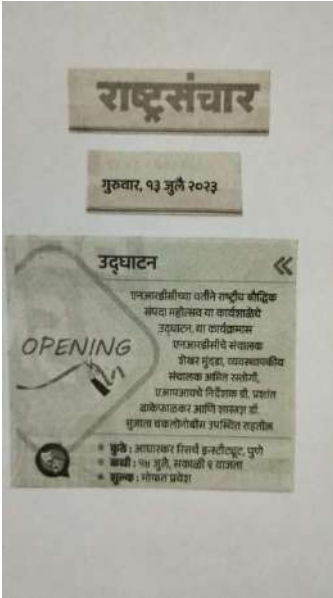 राष्ट्रसंचार
गुरुवार, १३ जुलै २०२३
उद्घाटन
एनआरडीसीच्या वतीने राष्ट्रीय बौद्धिक
संपदा महोत्सव या कार्यशाळेचे
उद्घाटन. या कार्यक्रमास
एनआरडीसीचे संचालक
शेखर मुंदडा, व्यवस्थापकीय
संचालक अमित रस्तोगी,
एआरआयचे निर्देशक डॉ. प्रशांत
ढाकेफाळकर आणि शास्त्रज्ञ डॉ.
सुजाता उपस्थित राहतील
OPENING
कुठे : आघारकर रिसर्च इन्स्टीट्यूट, पुणे
कधी : १४ जुलै, सकाळी ९ वाजता
शुल्क : मोफत प्रवेश